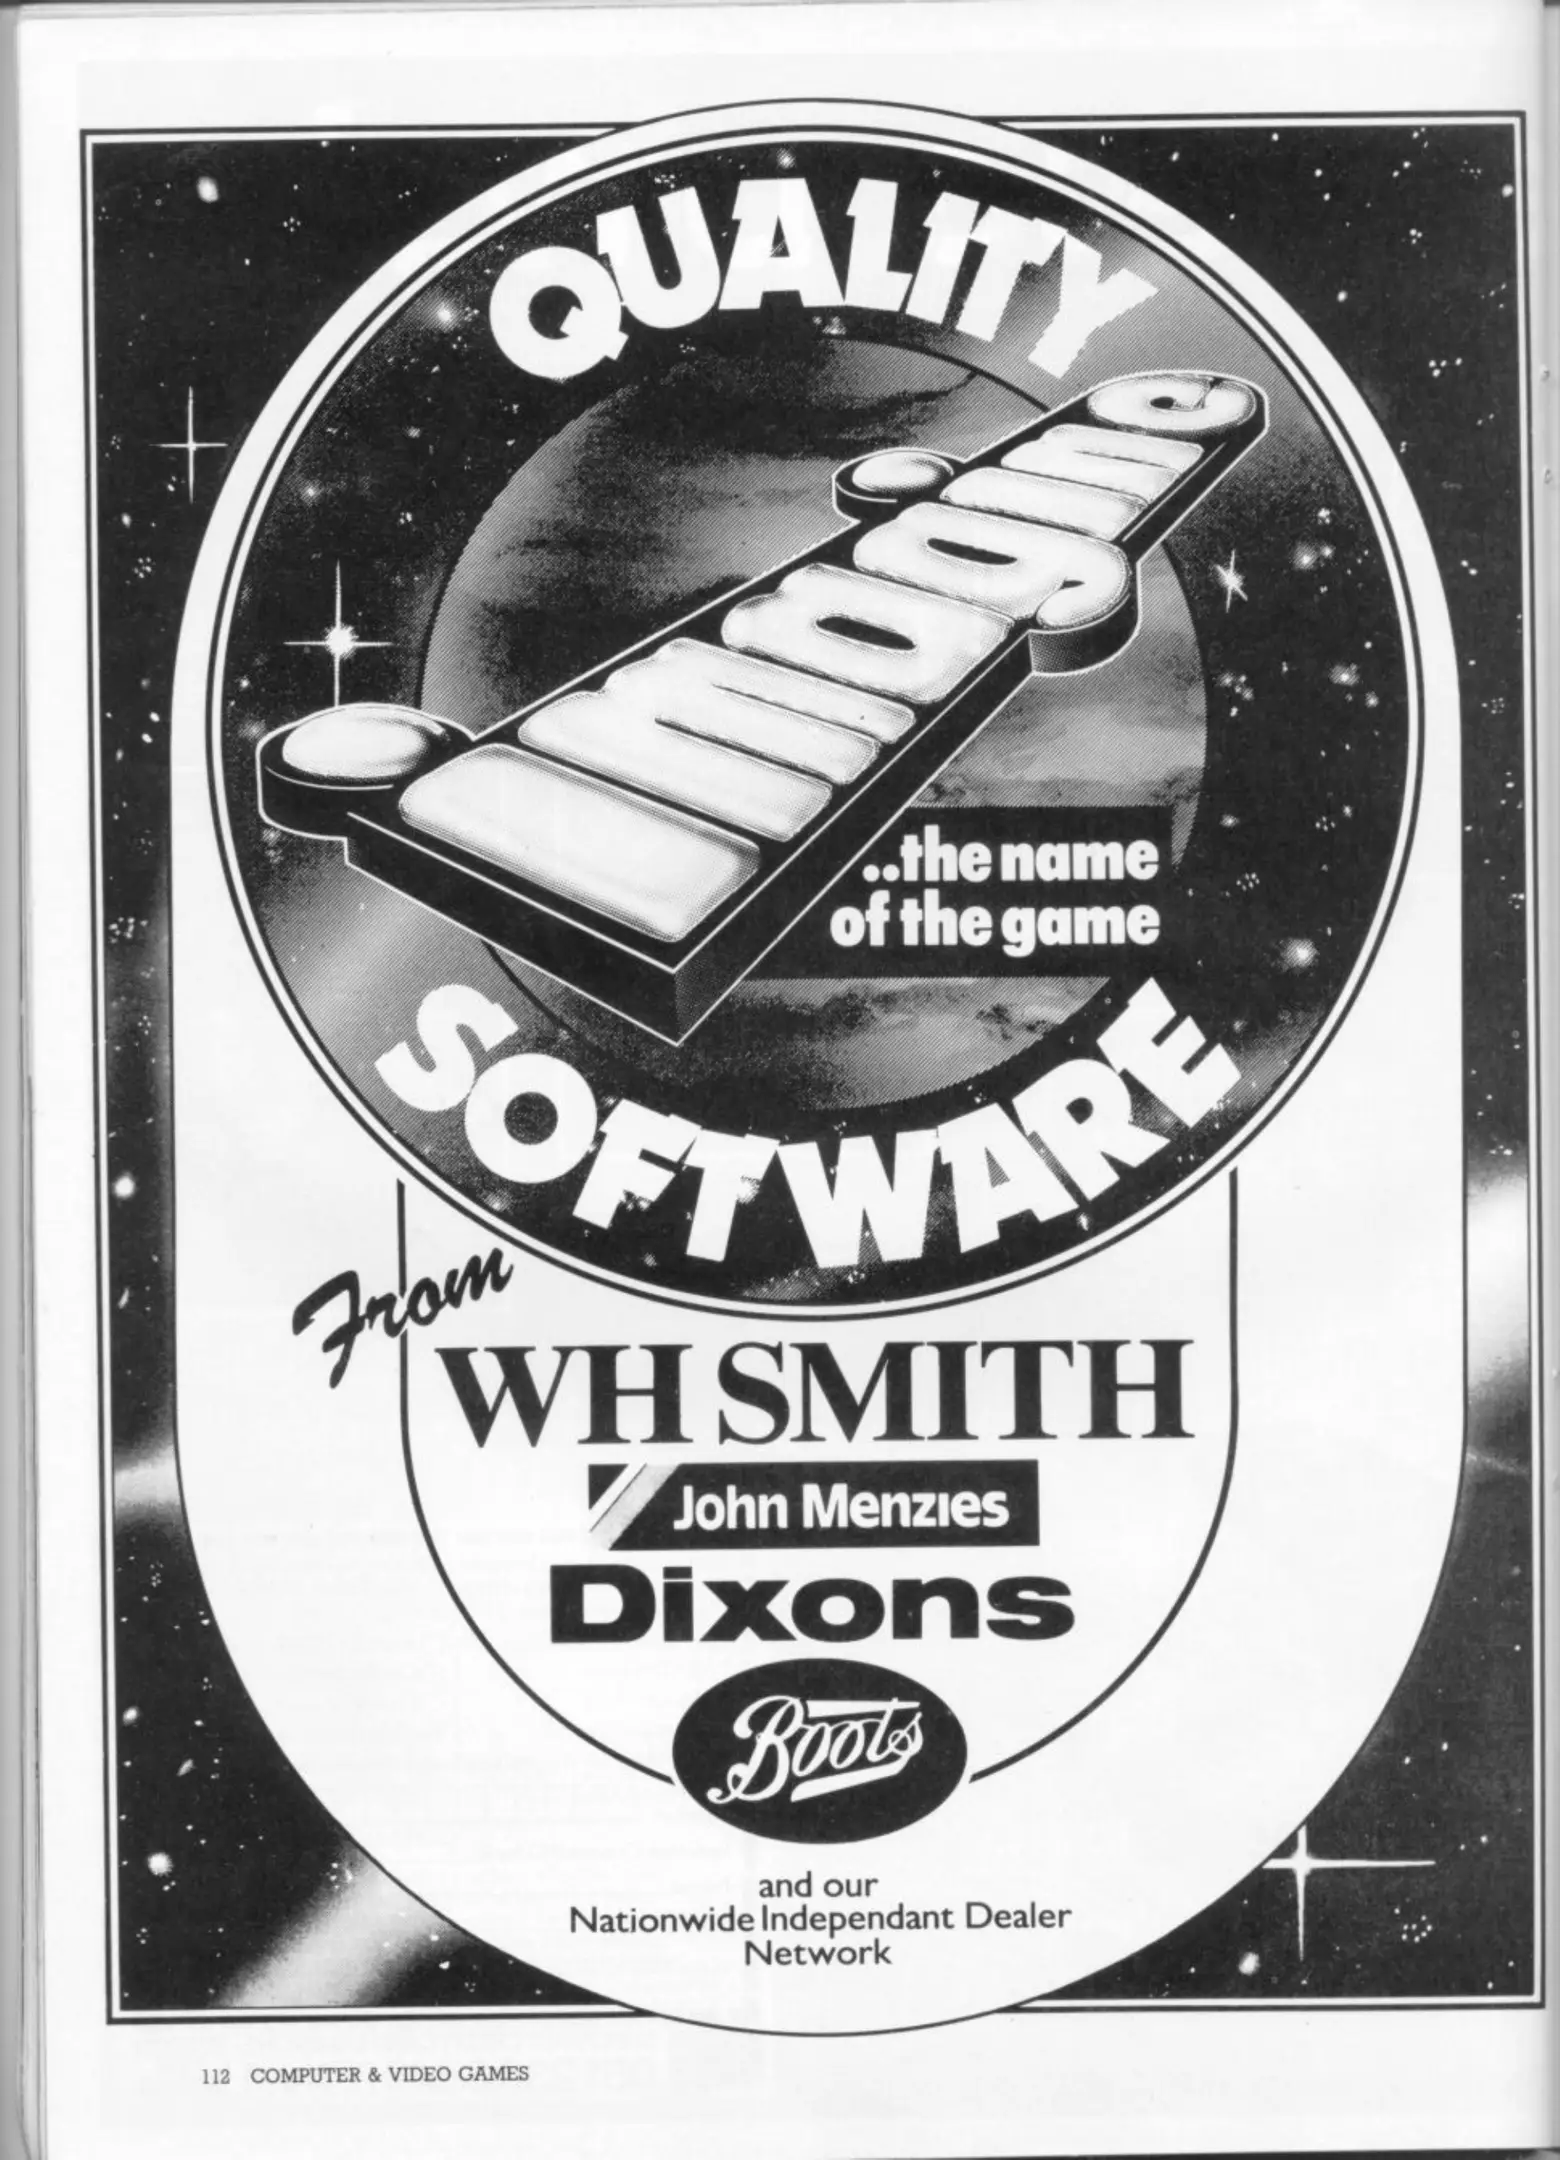 QUALITY
imagine
..the name
of the game
SOFTWARE
From
WH SMITH
John Menzies
Dixons
Boots
and our
Nationwide Independant Dealer
Network
112 COMPUTER & VIDEO GAMES